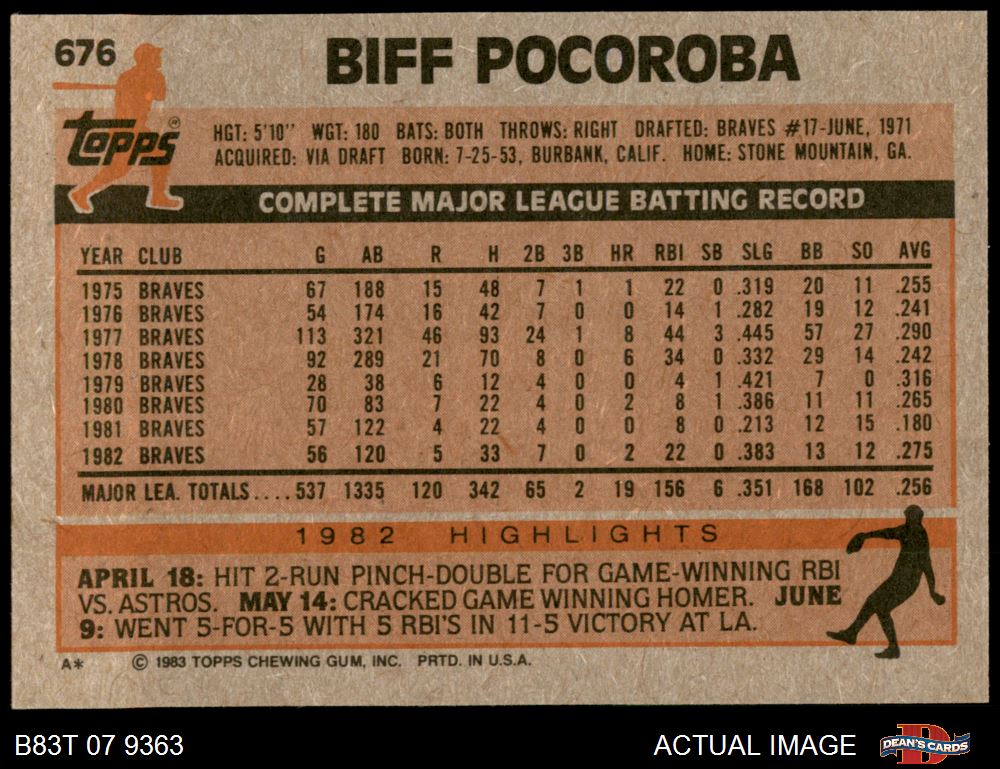 676
BIFF POCOROBA
Topps®
HGT: 5'10" WGT: 180 BATS: BOTH THROWS: RIGHT DRAFTED: BRAVES #17-JUNE, 1971
ACQUIRED: VIA DRAFT BORN: 7-25-53, BURBANK, CALIF. HOME: STONE MOUNTAIN, GA.
COMPLETE MAJOR LEAGUE BATTING RECORD
YEAR CLUB G AB R H 2B 3B HR RBI SB SLG BB SO AVG
1975 BRAVES 67 188 15 48 7 1 1 22 0 .319 20 11 .255
1976 BRAVES 54 174 16 42 7 0 0 14 1 .282 19 12 .241
1977 BRAVES 113 321 46 93 24 1 8 44 3 .445 57 27 .290
1978 BRAVES 92 289 21 70 8 0 6 34 0 .332 29 14 .242
1979 BRAVES 28 38 6 12 4 0 0 4 1 .421 7 0 .316
1980 BRAVES 70 83 7 22 4 0 2 8 1 .386 11 11 .265
1981 BRAVES 57 122 4 22 4 0 0 8 0 .213 12 15 .180
1982 BRAVES 56 120 5 33 7 0 2 22 0 .383 13 12 .275
MAJOR LEA. TOTALS....537 1335 120 342 65 2 19 156 6 .351 168 102 .256
1982 HIGHLIGHTS
APRIL 18: HIT 2-RUN PINCH-DOUBLE FOR GAME-WINNING RBI
VS. ASTROS. MAY 14: CRACKED GAME WINNING HOMER. JUNE
9: WENT 5-FOR-5 WITH 5 RBI'S IN 11-5 VICTORY AT LA.
A* © 1983 TOPPS CHEWING GUM, INC. PRTD. IN U.S.A.
B83T 07 9363 ACTUAL IMAGE DEAN'S CARDS